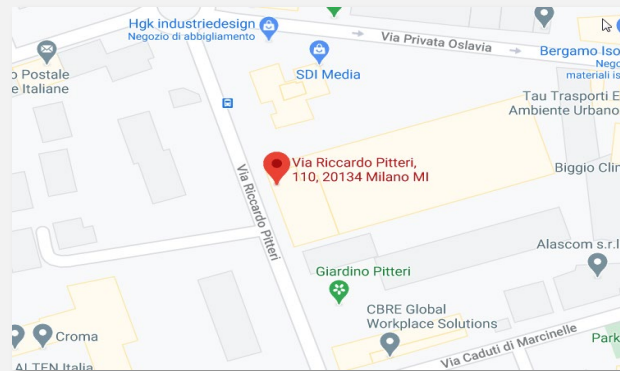 Hgk industriedesign
Negozio di abbigliamento
Via Privata Oslavia
o Postale
e Italiane
SDI Media
Bergamo Iso
Nego
materiali is
Tau Trasporti E
Ambiente Urbano
Via Riccardo Pitteri,
110, 20134 Milano MI
Biggio Clin
Via Riccardo Pitteri
Alascom s.r.l
Giardino Pitteri
CBRE Global
Workplace Solutions
Croma
Park
Via Caduti di Marcinelle
ALTEN Italia